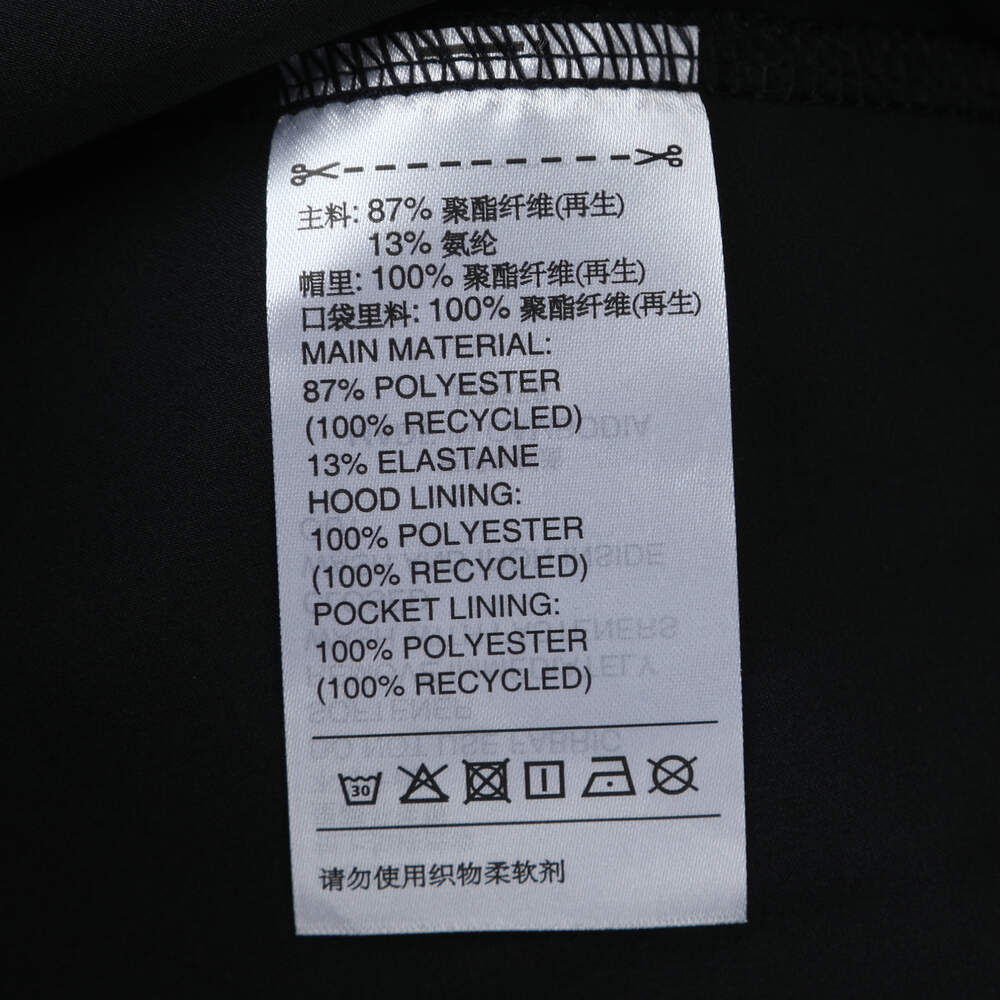 主料: 87% 聚酯纤维(再生)
13% 氨纶
帽里: 100% 聚酯纤维(再生)
口袋里料: 100% 聚酯纤维(再生)
MAIN MATERIAL:
87% POLYESTER
(100% RECYCLED)
13% ELASTANE
HOOD LINING:
100% POLYESTER
(100% RECYCLED)
POCKET LINING:
100% POLYESTER
(100% RECYCLED)
30
请勿使用织物柔软剂